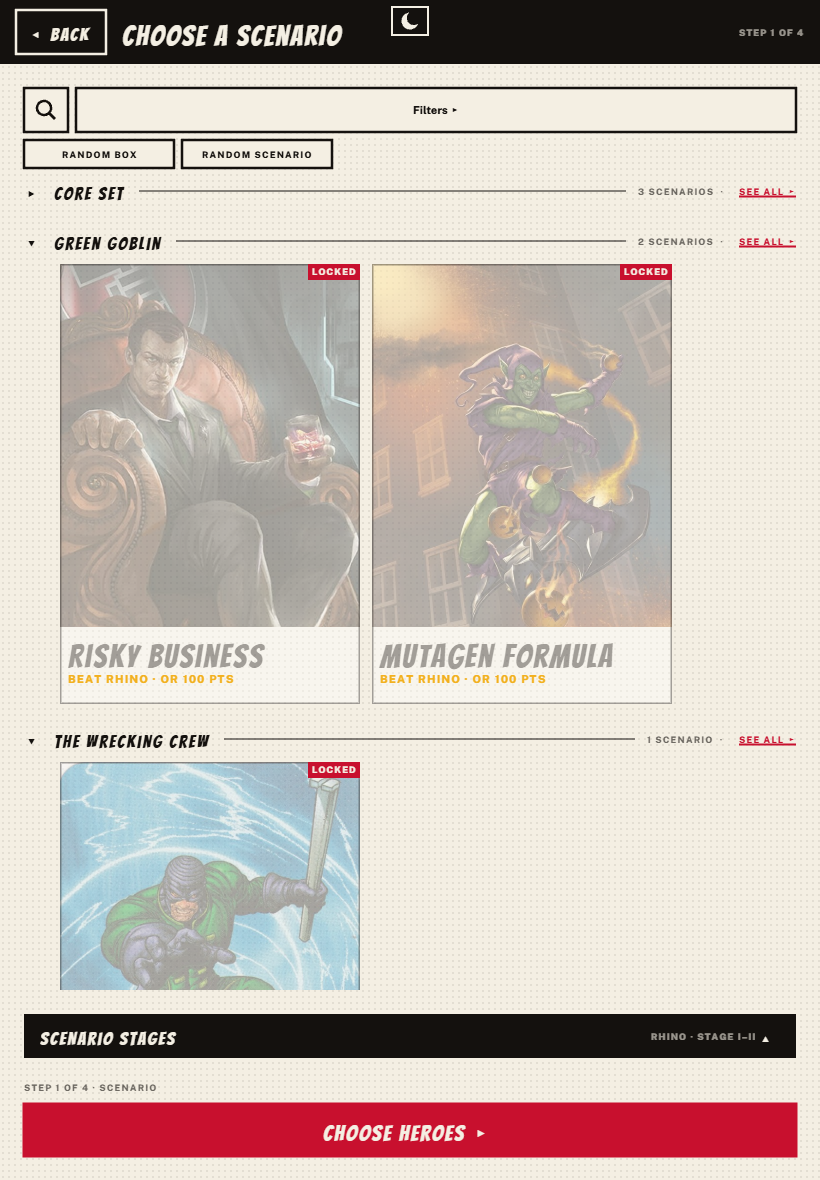 ◂ BACK
CHOOSE A SCENARIO
STEP 1 OF 4
Filters ▸
RANDOM BOX
RANDOM SCENARIO
▸ CORE SET
3 SCENARIOS ·
SEE ALL ▸
▾ GREEN GOBLIN
2 SCENARIOS ·
SEE ALL ▸
LOCKED
LOCKED
RISKY BUSINESS
BEAT RHINO · OR 100 PTS
MUTAGEN FORMULA
BEAT RHINO · OR 100 PTS
▾ THE WRECKING CREW
1 SCENARIO ·
SEE ALL ▸
LOCKED
SCENARIO STAGES
RHINO · STAGE I–II ▴
STEP 1 OF 4 · SCENARIO
CHOOSE HEROES ▸